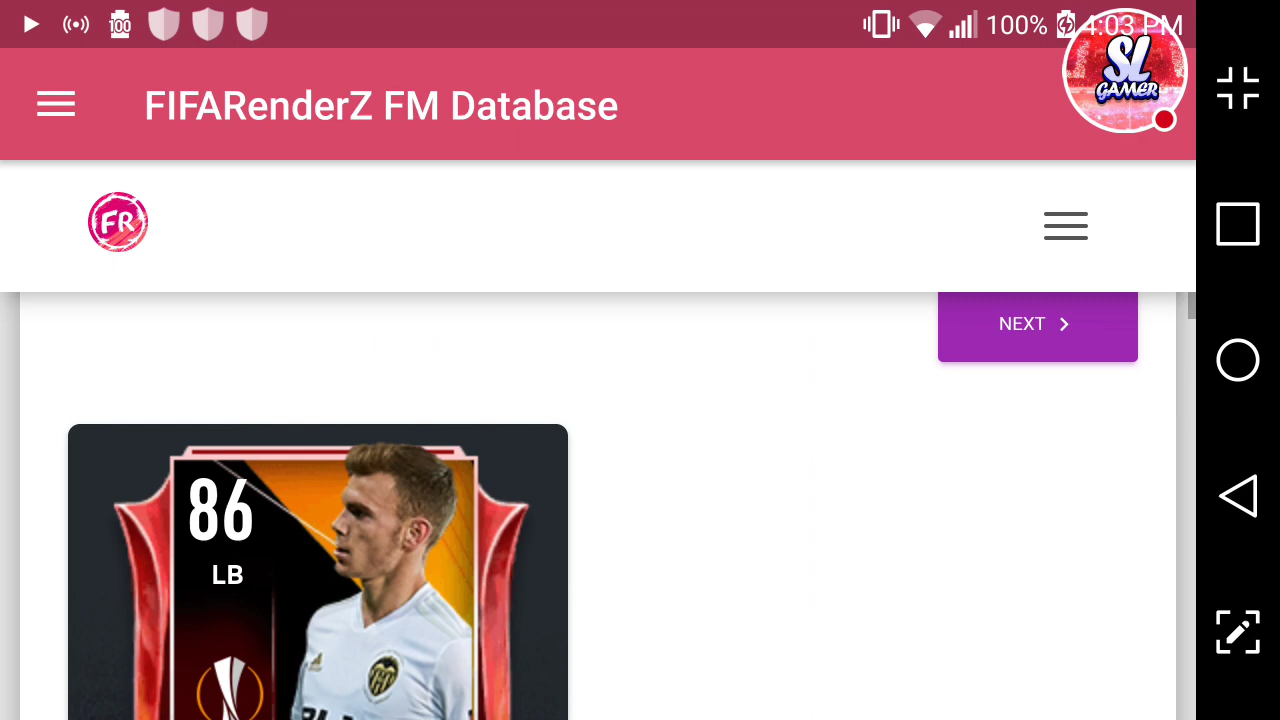 100
100%
4:03 PM
FIFARenderZ FM Database
SL
GAMER
FR
NEXT
86
LB